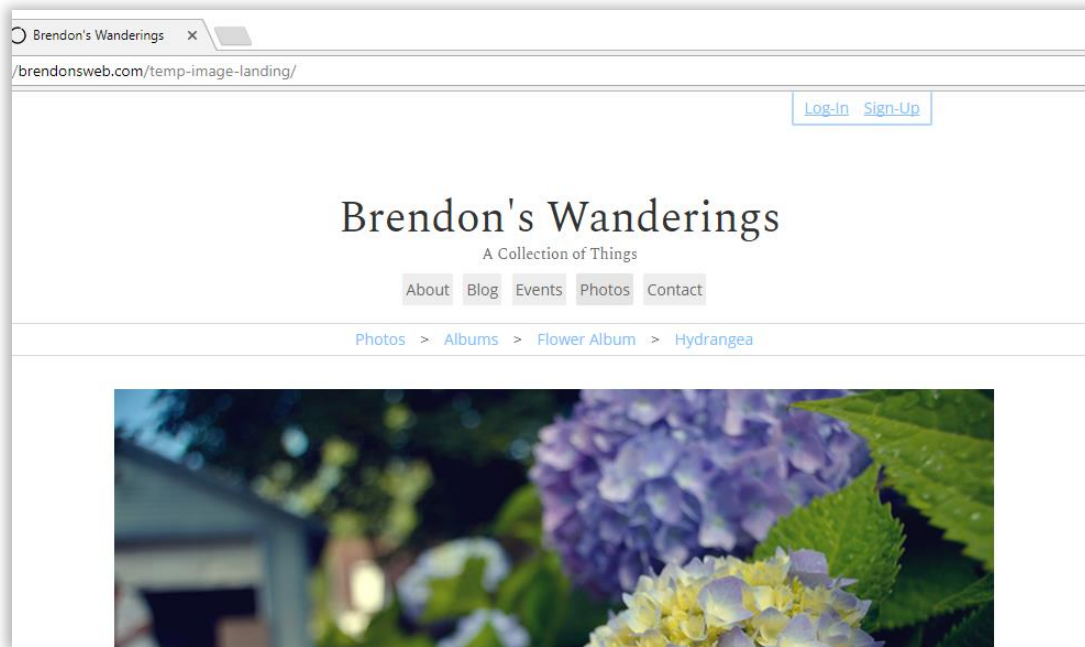 Brendon's Wanderings
/brendonsweb.com/temp-image-landing/
Log-In Sign-Up
Brendon's Wanderings
A Collection of Things
About Blog Events Photos Contact
Photos > Albums > Flower Album > Hydrangea